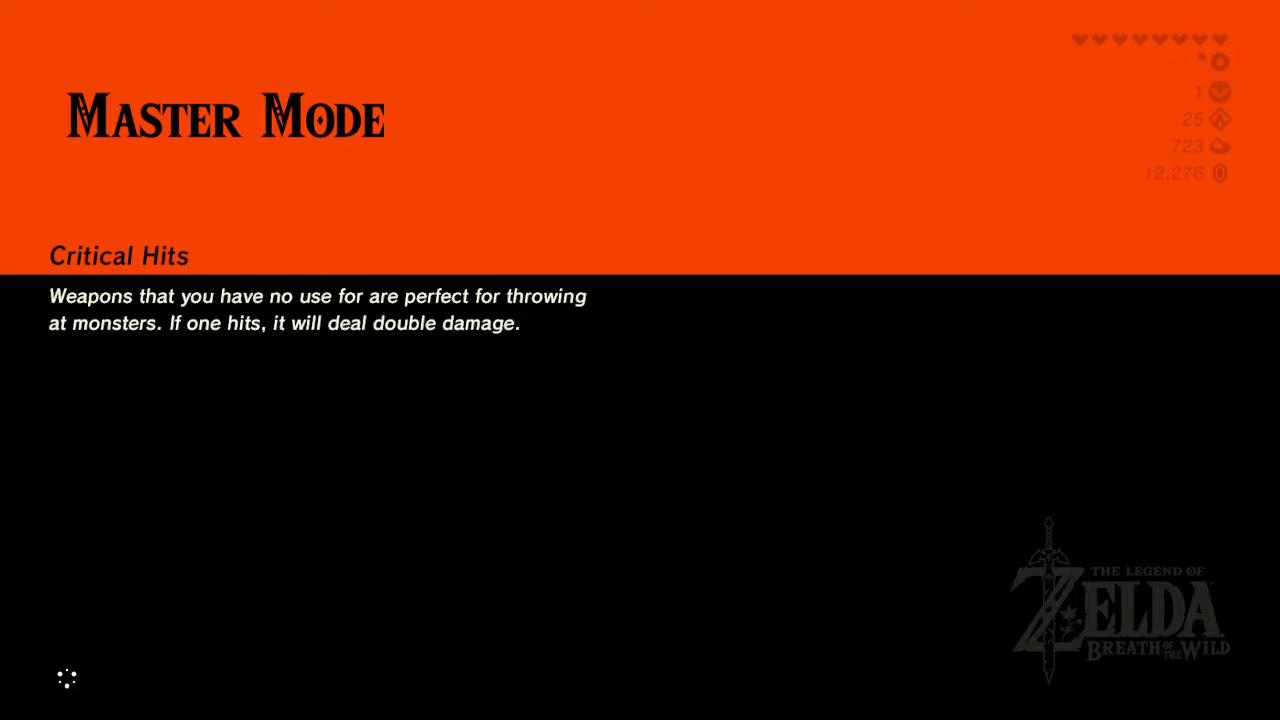 MASTER MODE
1
25
723
12,276
Critical Hits
Weapons that you have no use for are perfect for throwing
at monsters. If one hits, it will deal double damage.
THE LEGEND OF
ZELDA
BREATH OF THE WILD